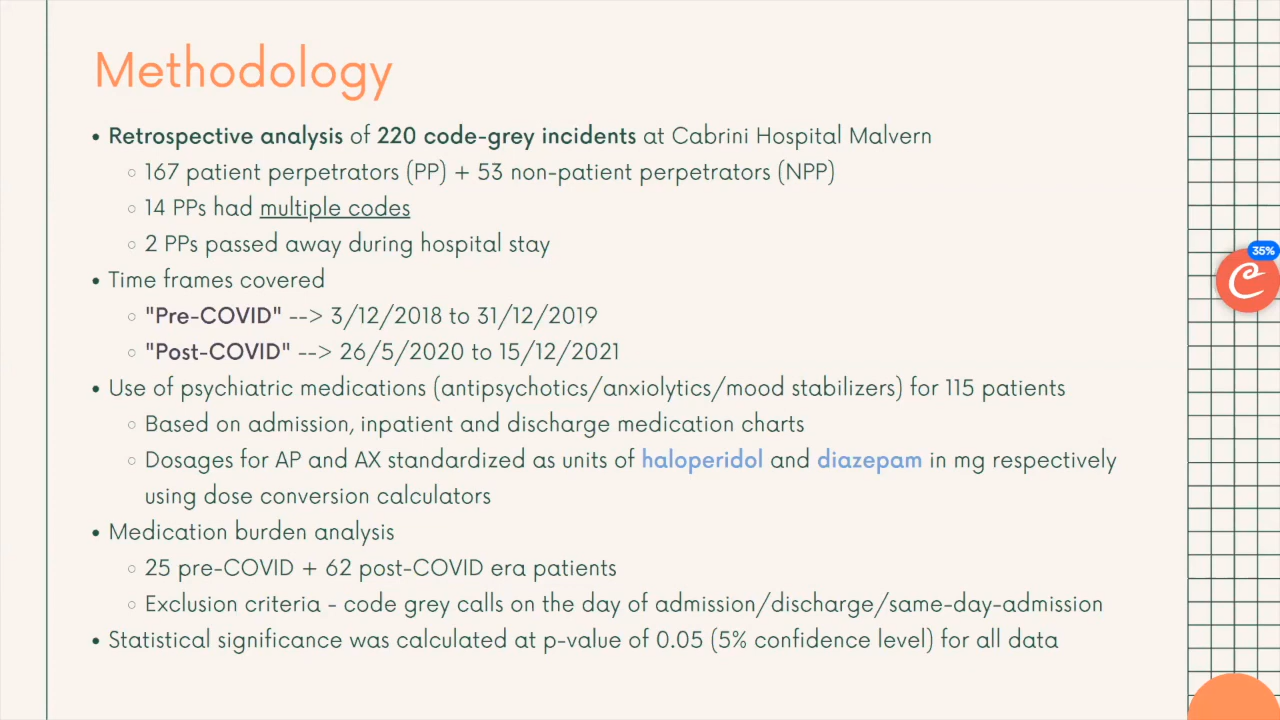 Methodology
• Retrospective analysis of 220 code-grey incidents at Cabrini Hospital Malvern
◦ 167 patient perpetrators (PP) + 53 non-patient perpetrators (NPP)
◦ 14 PPs had multiple codes
◦ 2 PPs passed away during hospital stay
• Time frames covered
◦ "Pre-COVID" --> 3/12/2018 to 31/12/2019
◦ "Post-COVID" --> 26/5/2020 to 15/12/2021
• Use of psychiatric medications (antipsychotics/anxiolytics/mood stabilizers) for 115 patients
◦ Based on admission, inpatient and discharge medication charts
◦ Dosages for AP and AX standardized as units of haloperidol and diazepam in mg respectively
using dose conversion calculators
• Medication burden analysis
◦ 25 pre-COVID + 62 post-COVID era patients
◦ Exclusion criteria - code grey calls on the day of admission/discharge/same-day-admission
• Statistical significance was calculated at p-value of 0.05 (5% confidence level) for all data
35%